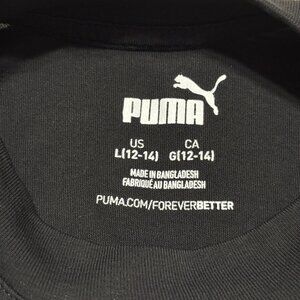 PUMA
US CA
L(12-14) G(12-14)
MADE IN BANGLADESH
FABRIQUÉ AU BANGLADESH
PUMA.COM/FOREVERBETTER